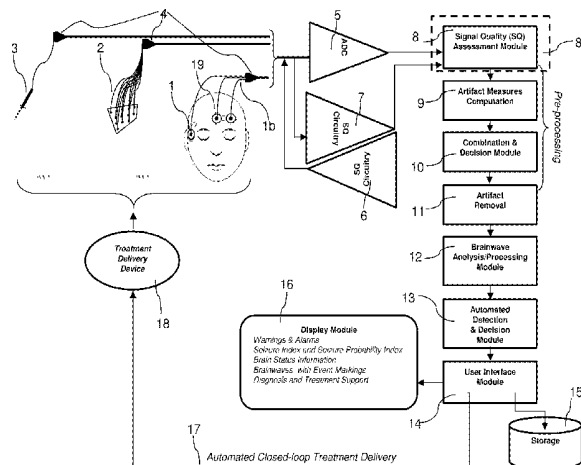 3
4
2
19
1
1b
5
ADC
7
SQ
Circuitry
SG
Circuitry
6
8
Signal Quality (SQ)
Assessment Module
8
9
Artifact Measures
Computation
Pre-processing
10
Combination &
Decision Module
11
Artifact
Removal
12
Brainwave
Analysis/Processing
Module
13
Automated
Detection
& Decision
Module
14
User Interface
Module
15
Storage
16
Display Module
Warnings & Alarms
Seizure Index and Seizure Probability Index
Brain Status Information
Brainwaves with Event Markings
Diagnosis and Treatment Support
Treatment
Delivery
Device
18
17
Automated Closed-loop Treatment Delivery